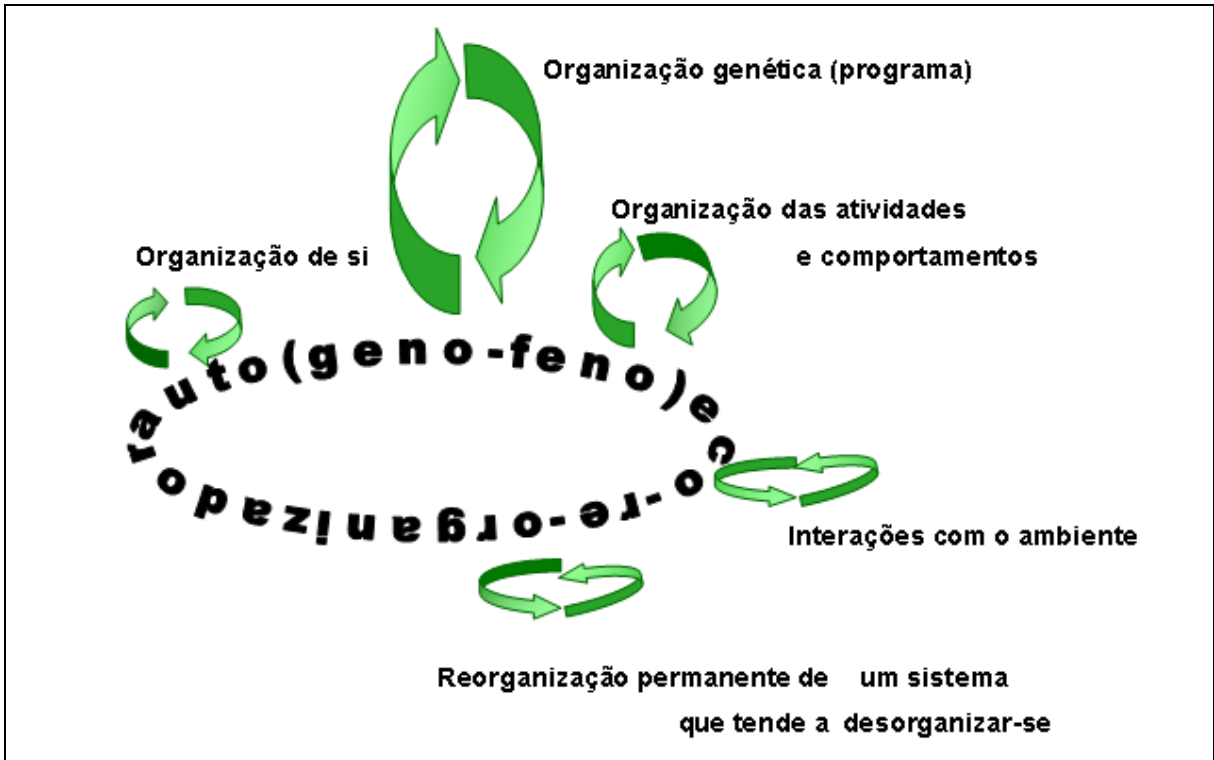 Organização genética (programa)
Organização das atividades
e comportamentos
Organização de si
auto(geno-feno)eco-re-organizador
Interações com o ambiente
Reorganização permanente de um sistema
que tende a desorganizar-se